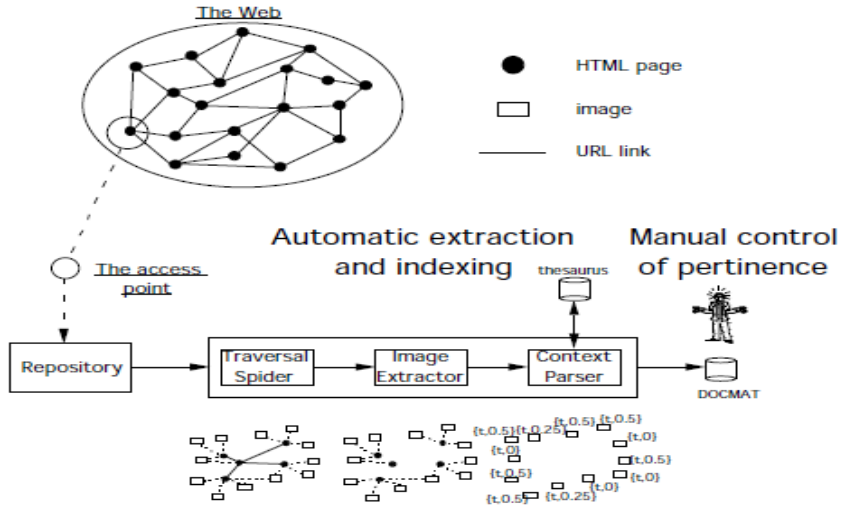 The Web
HTML page
image
URL link
Automatic extraction
and indexing
Manual control
of pertinence
thesaurus
The access
point
Repository
Traversal
Spider
Image
Extractor
Context
Parser
DOCMAT
{t,0.5}
{t,0.25}
{t,0.5}
{t,0.5}
{t,0}
{t,0}
{t,0.5}
{t,0.5}
{t,0}
{t,0.5}
{t,0.25}
{t,0}